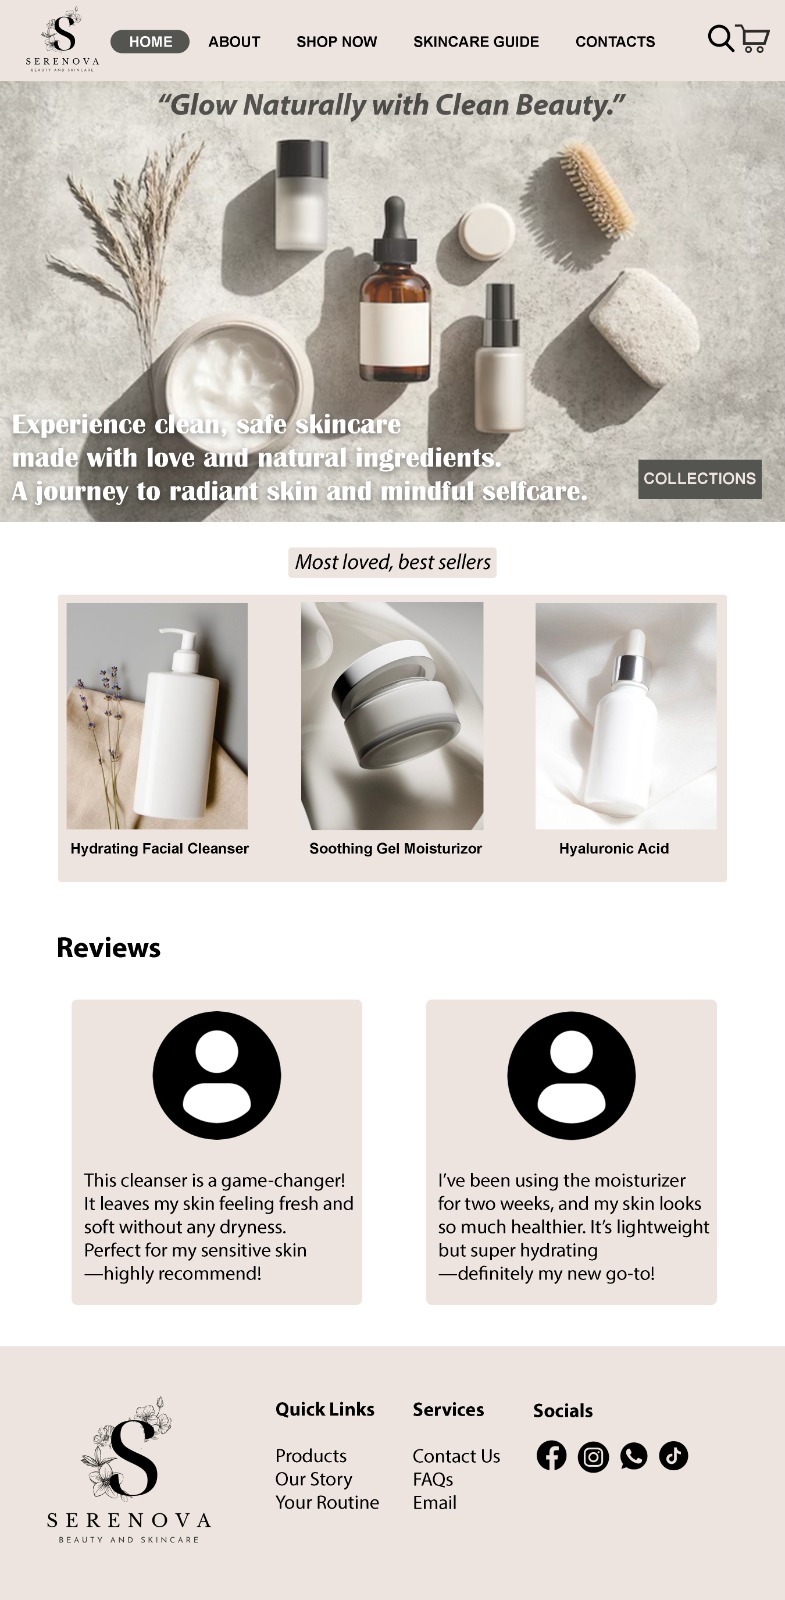 SERENOVA
BEAUTY AND SKINCARE
HOME
ABOUT
SHOP NOW
SKINCARE GUIDE
CONTACTS
“Glow Naturally with Clean Beauty.”
Experience clean, safe skincare
made with love and natural ingredients.
A journey to radiant skin and mindful selfcare.
COLLECTIONS
Most loved, best sellers
Hydrating Facial Cleanser
Soothing Gel Moisturizor
Hyaluronic Acid
Reviews
This cleanser is a game-changer!
It leaves my skin feeling fresh and
soft without any dryness.
Perfect for my sensitive skin
—highly recommend!
I’ve been using the moisturizer
for two weeks, and my skin looks
so much healthier. It’s lightweight
but super hydrating
—definitely my new go-to!
S
SERENOVA
BEAUTY AND SKINCARE
Quick Links
Products
Our Story
Your Routine
Services
Contact Us
FAQs
Email
Socials